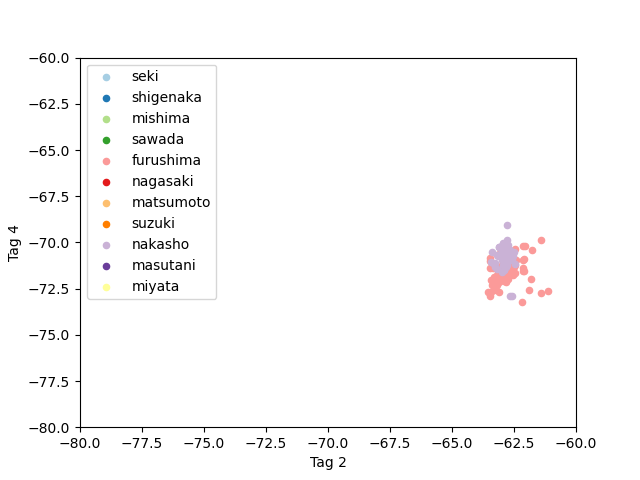 −60.0
−62.5
−65.0
−67.5
−70.0
−72.5
−75.0
−77.5
−80.0
Tag 4
seki
shigenaka
mishima
sawada
furushima
nagasaki
matsumoto
suzuki
nakasho
masutani
miyata
−80.0 −77.5 −75.0 −72.5 −70.0 −67.5 −65.0 −62.5 −60.0
Tag 2